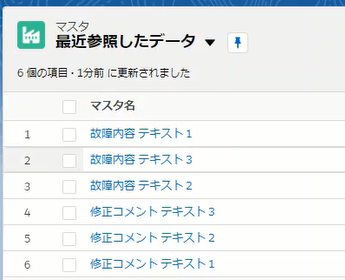 マスタ
最近参照したデータ
6 個の項目・1分前 に更新されました
マスタ名
1 故障内容 テキスト1
2 故障内容 テキスト3
3 故障内容 テキスト2
4 修正コメント テキスト3
5 修正コメント テキスト2
6 修正コメント テキスト1